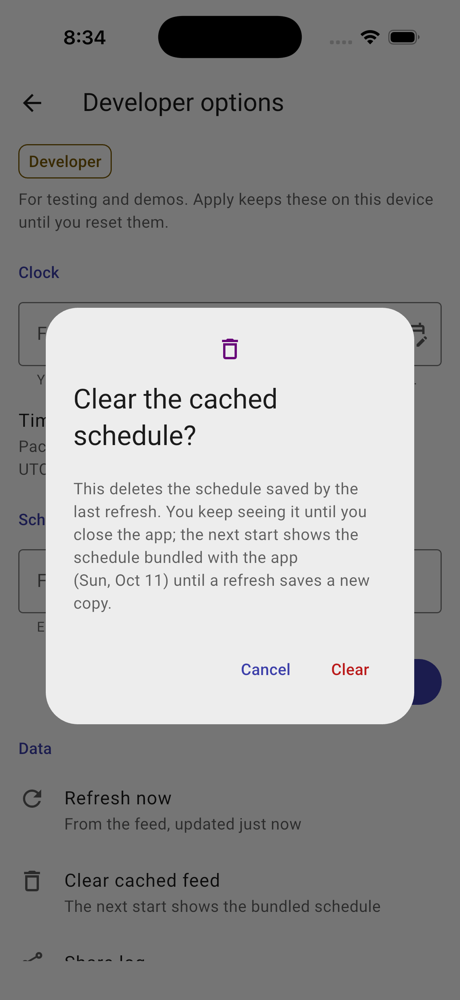 8:34
Developer options
Developer
For testing and demos. Apply keeps these on this device
until you reset them.
Clock
Clear the cached
schedule?
This deletes the schedule saved by the
last refresh. You keep seeing it until you
close the app; the next start shows the
schedule bundled with the app
(Sun, Oct 11) until a refresh saves a new
copy.
Cancel
Clear
Data
Refresh now
From the feed, updated just now
Clear cached feed
The next start shows the bundled schedule
Share log